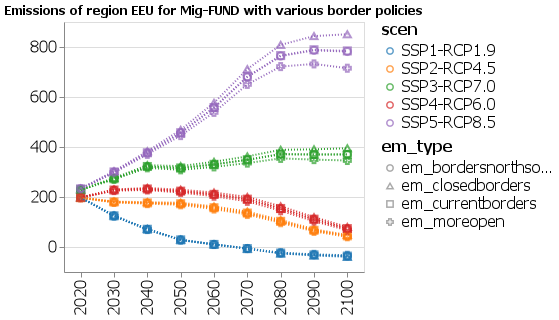 Emissions of region EEU for Mig-FUND with various border policies
800
600
400
200
0
2020
2030
2040
2050
2060
2070
2080
2090
2100
scen
SSP1-RCP1.9
SSP2-RCP4.5
SSP3-RCP7.0
SSP4-RCP6.0
SSP5-RCP8.5
em_type
em_bordersnorthso…
em_closedborders
em_currentborders
em_moreopen